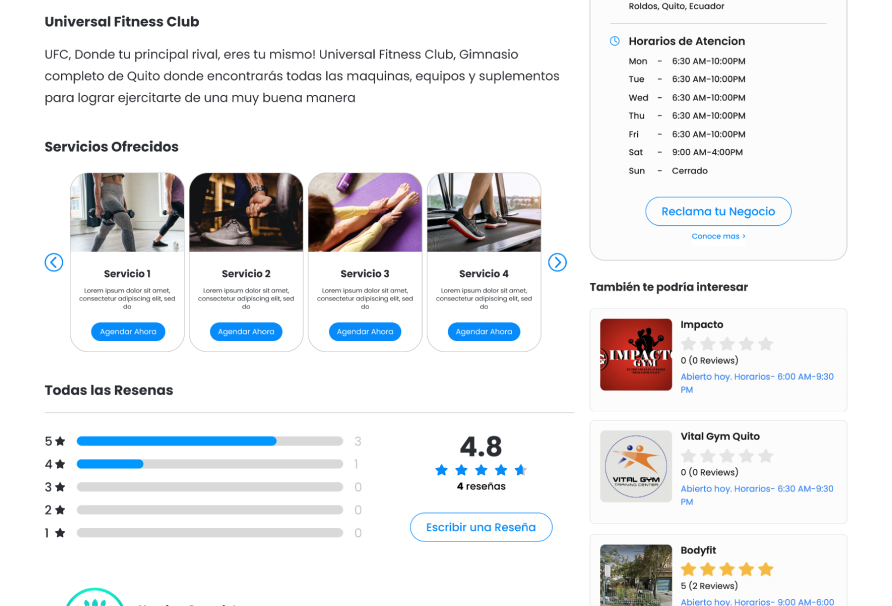 Universal Fitness Club
UFC, Donde tu principal rival, eres tu mismo! Universal Fitness Club, Gimnasio
completo de Quito donde encontrarás todas las maquinas, equipos y suplementos
para lograr ejercitarte de una muy buena manera
Servicios Ofrecidos
Servicio 1
Lorem ipsum dolor sit amet,
consectetur adipiscing elit, sed
do
Agendar Ahora
Servicio 2
Lorem ipsum dolor sit amet,
consectetur adipiscing elit, sed
do
Agendar Ahora
Servicio 3
Lorem ipsum dolor sit amet,
consectetur adipiscing elit, sed
do
Agendar Ahora
Servicio 4
Lorem ipsum dolor sit amet,
consectetur adipiscing elit, sed
do
Agendar Ahora
Todas las Resenas
5 ★ 3
4 ★ 1
3 ★ 0
2 ★ 0
1 ★ 0
4.8
4 reseñas
Escribir una Reseña
Roldos, Quito, Ecuador
Horarios de Atencion
Mon - 6:30 AM-10:00PM
Tue - 6:30 AM-10:00PM
Wed - 6:30 AM-10:00PM
Thu - 6:30 AM-10:00PM
Fri - 6:30 AM-10:00PM
Sat - 9:00 AM-4:00PM
Sun - Cerrado
Reclama tu Negocio
Conoce mas >
También te podría interesar
IMPACTO
GYM
Impacto
0 (0 Reviews)
Abierto hoy. Horarios- 6:00 AM-9:30
PM
VITAL GYM
TRAINING CENTER
Vital Gym Quito
0 (0 Reviews)
Abierto hoy. Horarios- 6:30 AM-9:30
PM
Bodyfit
5 (2 Reviews)
Abierto hoy. Horarios- 9:00 AM-6:00